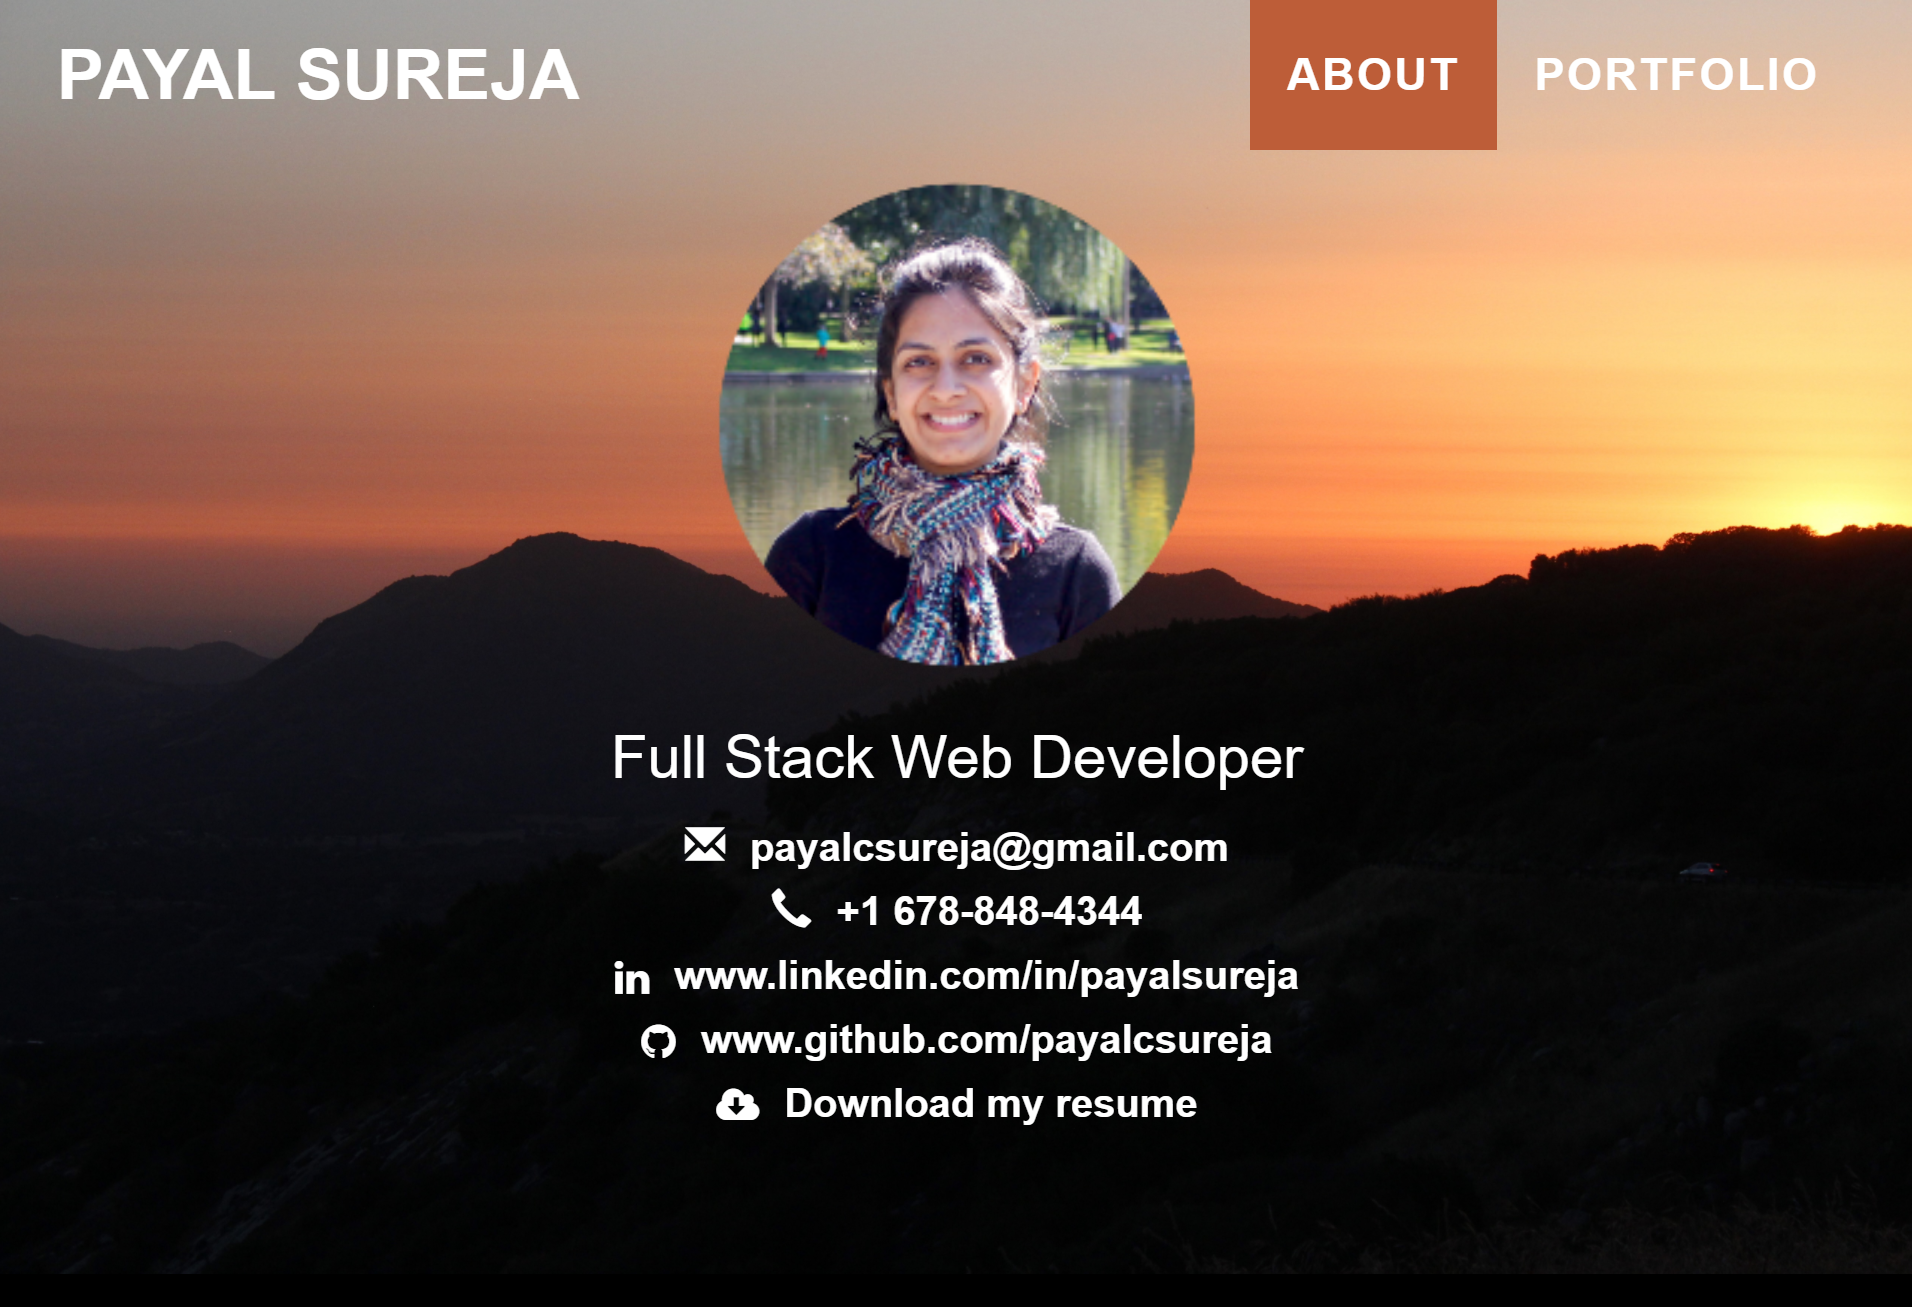 PAYAL SUREJA
ABOUT
PORTFOLIO
Full Stack Web Developer
payalcsureja@gmail.com
+1 678-848-4344
in www.linkedin.com/in/payalsureja
www.github.com/payalcsureja
Download my resume